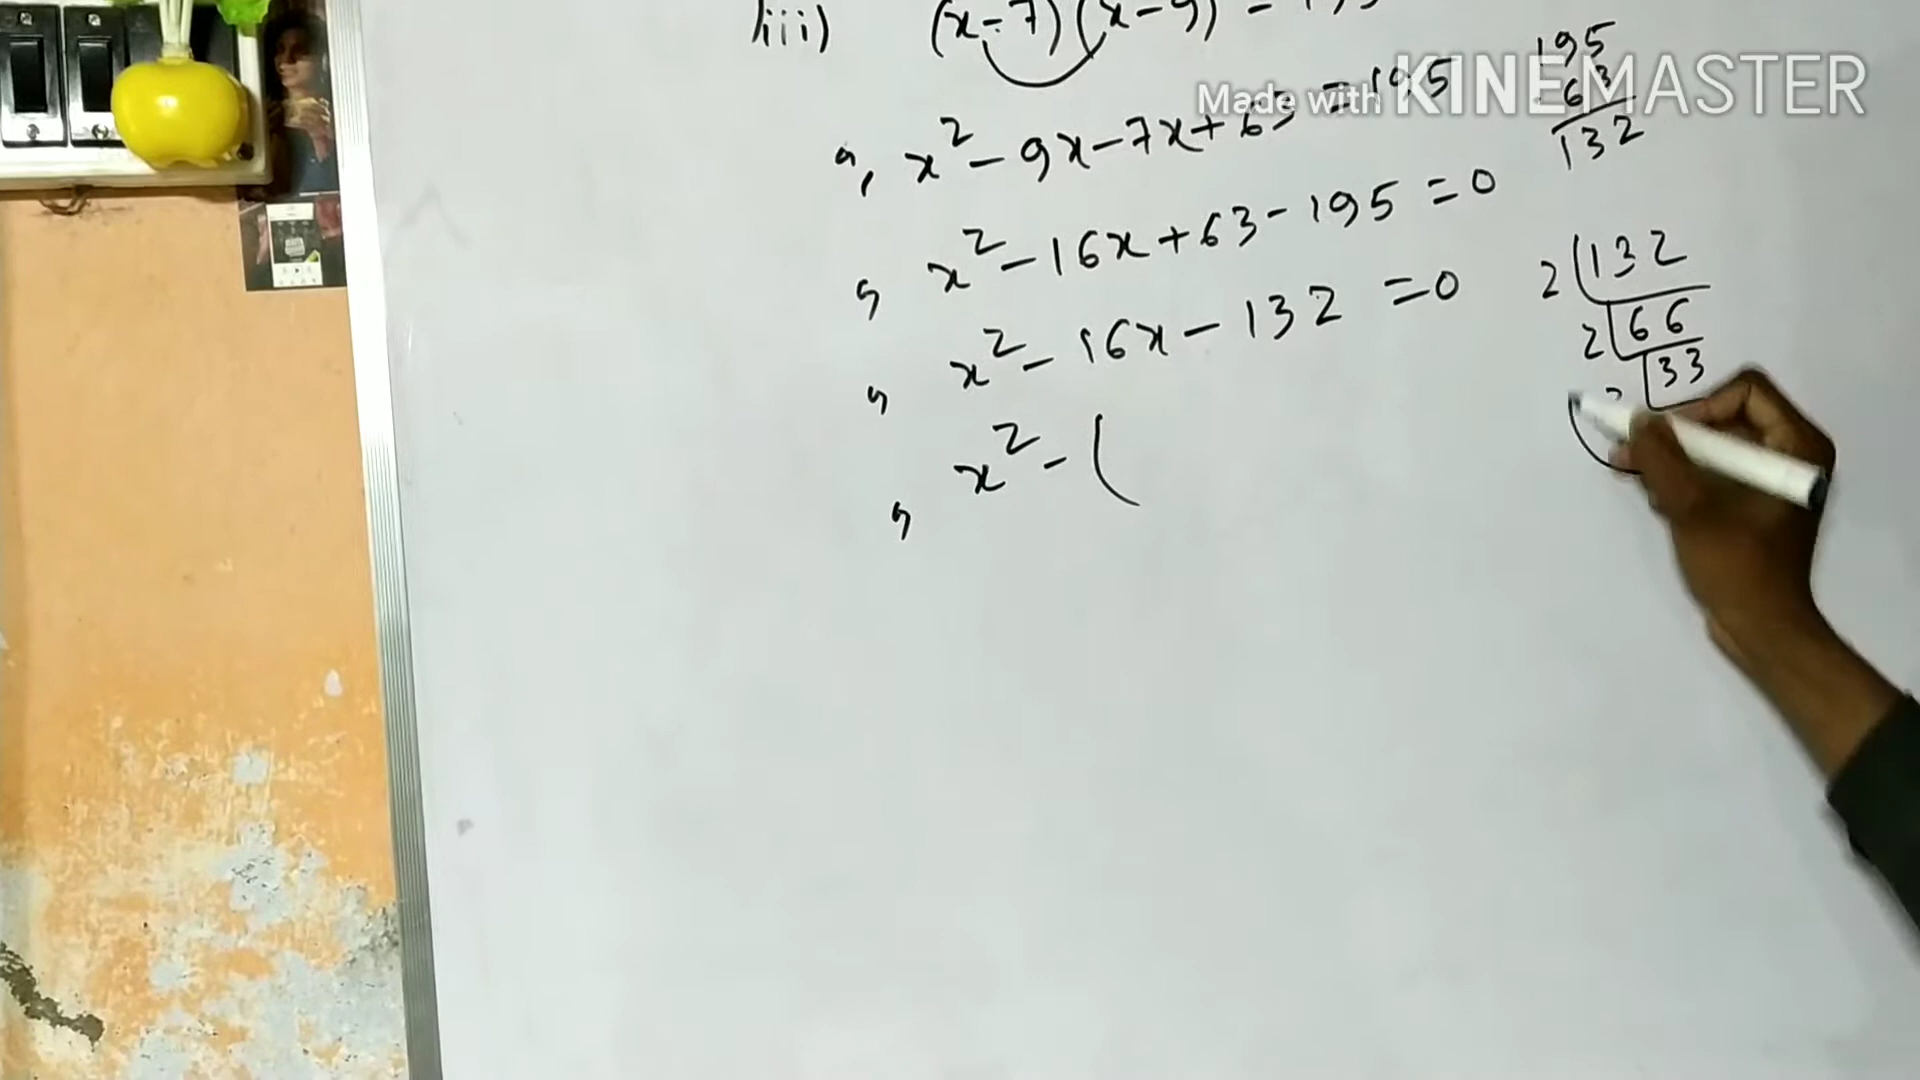 iii) (x-7)(x-9) = 195
, x² - 9x - 7x + 63 = 195
, x² - 16x + 63 - 195 = 0
, x² - 16x - 132 = 0
, x² - (
195
63
132
2 132
2 66
33
Made with KINEMASTER